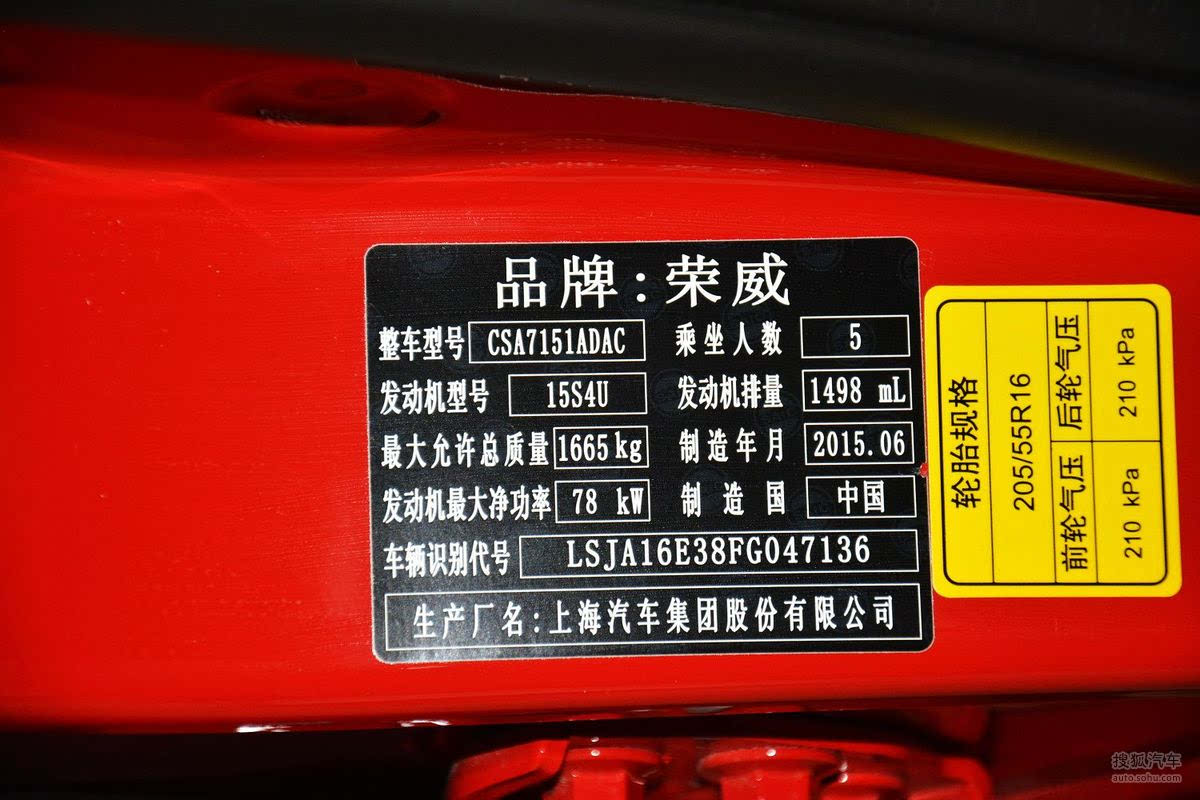 品牌:荣威
整车型号 CSA7151ADAC 乘坐人数 5
发动机型号 15S4U 发动机排量 1498 mL
最大允许总质量 1665kg 制造年月 2015.06
发动机最大净功率 78 kW 制造国 中国
车辆识别代号 LSJA16E38FG047136
生产厂名:上海汽车集团股份有限公司
轮胎规格
205/55R16
前轮气压 后轮气压
210 kPa 210 kPa
搜狐汽车
auto.sohu.com